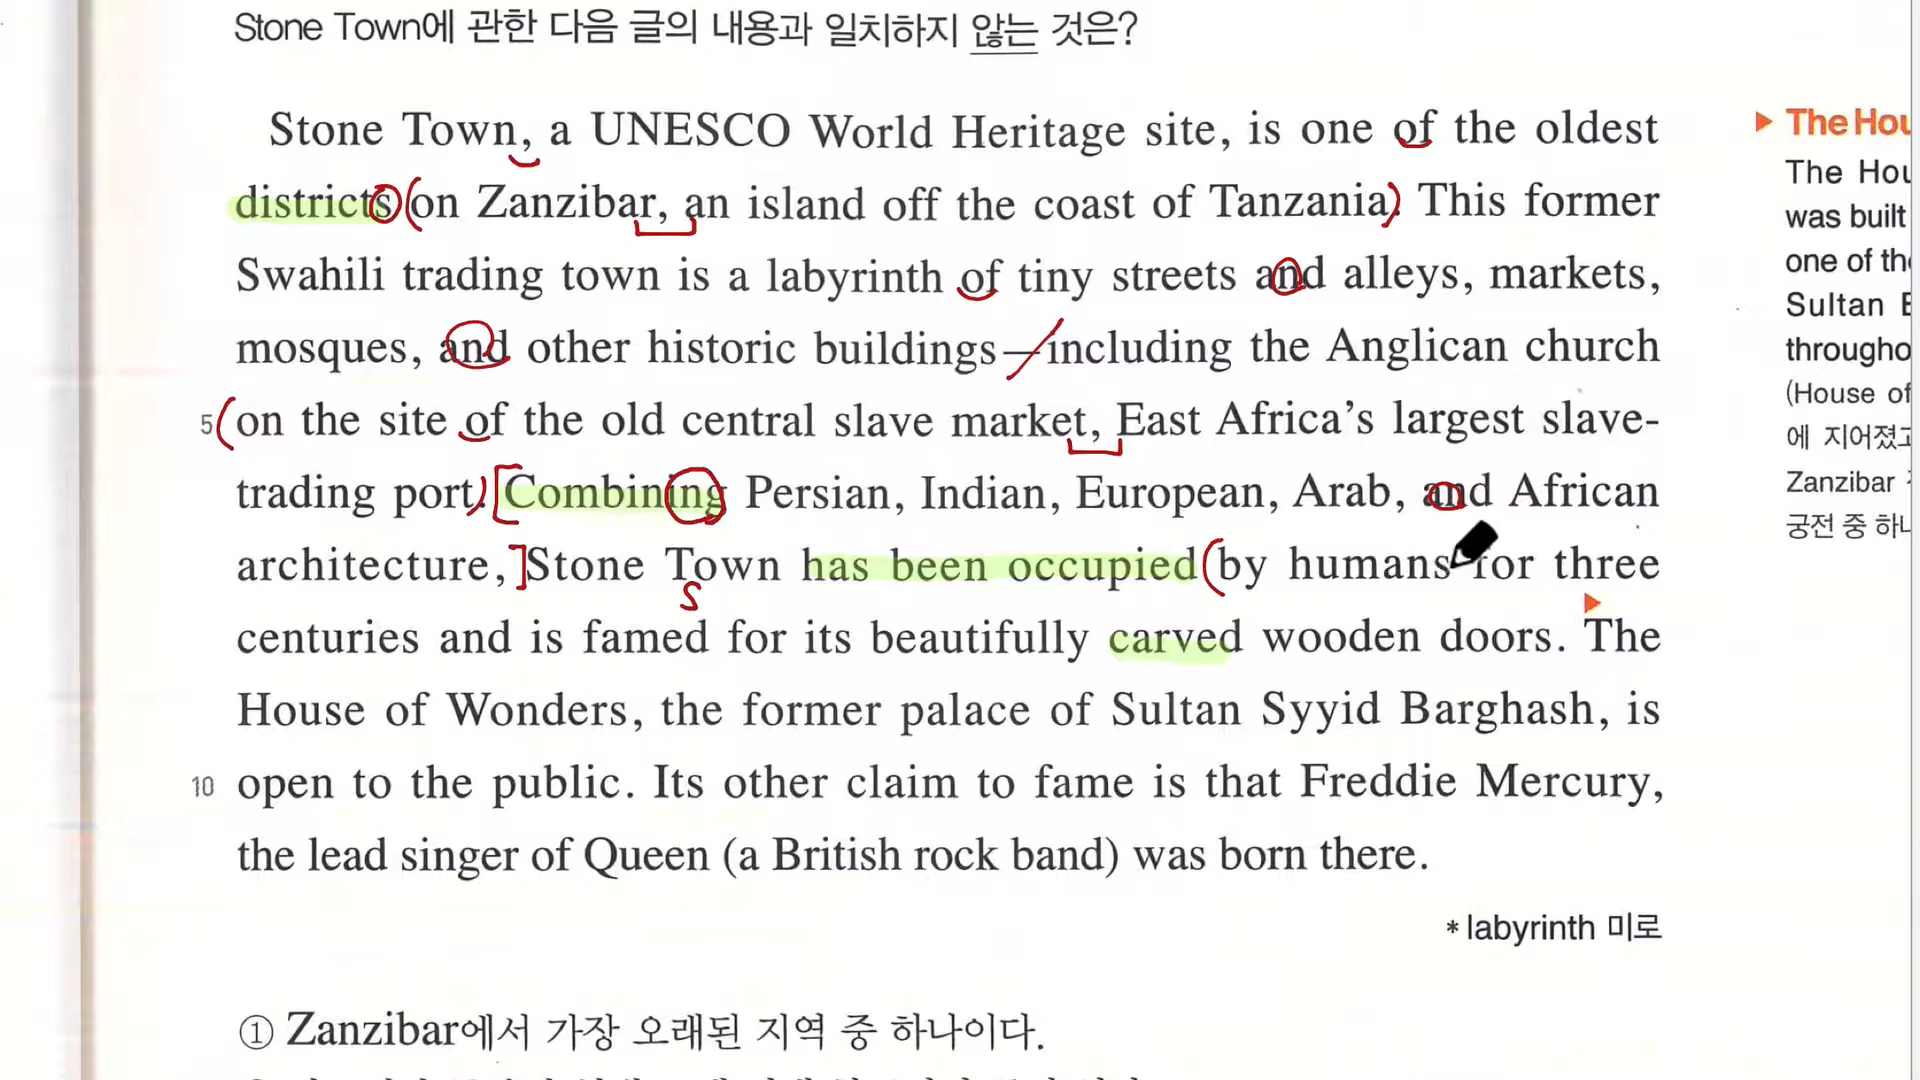 Stone Town에 관한 다음 글의 내용과 일치하지 않는 것은?
Stone Town, a UNESCO World Heritage site, is one of the oldest
districts on Zanzibar, an island off the coast of Tanzania. This former
Swahili trading town is a labyrinth of tiny streets and alleys, markets,
mosques, and other historic buildings—including the Anglican church
5 on the site of the old central slave market, East Africa's largest slave-
trading port. Combining Persian, Indian, European, Arab, and African
architecture, Stone Town has been occupied by humans for three
S
centuries and is famed for its beautifully carved wooden doors. The
House of Wonders, the former palace of Sultan Syyid Barghash, is
10 open to the public. Its other claim to fame is that Freddie Mercury,
the lead singer of Queen (a British rock band) was born there.
* labyrinth 미로
① Zanzibar에서 가장 오래된 지역 중 하나이다.
▶ The Hou
The Hou
was built
one of the
Sultan B
througho
(House of
에 지어졌고
Zanzibar
궁전 중 하나